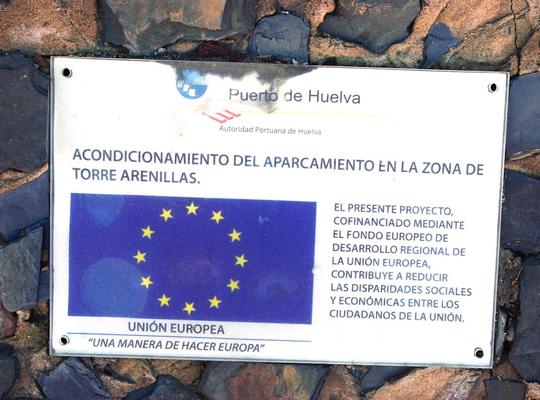 Puerto de Huelva
Autoridad Portuaria de Huelva
ACONDICIONAMIENTO DEL APARCAMIENTO EN LA ZONA DE
TORRE ARENILLAS.
EL PRESENTE PROYECTO,
COFINANCIADO MEDIANTE
EL FONDO EUROPEO DE
DESARROLLO REGIONAL DE
LA UNIÓN EUROPEA,
CONTRIBUYE A REDUCIR
LAS DISPARIDADES SOCIALES
Y ECONÓMICAS ENTRE LOS
CIUDADANOS DE LA UNIÓN.
UNIÓN EUROPEA
"UNA MANERA DE HACER EUROPA"